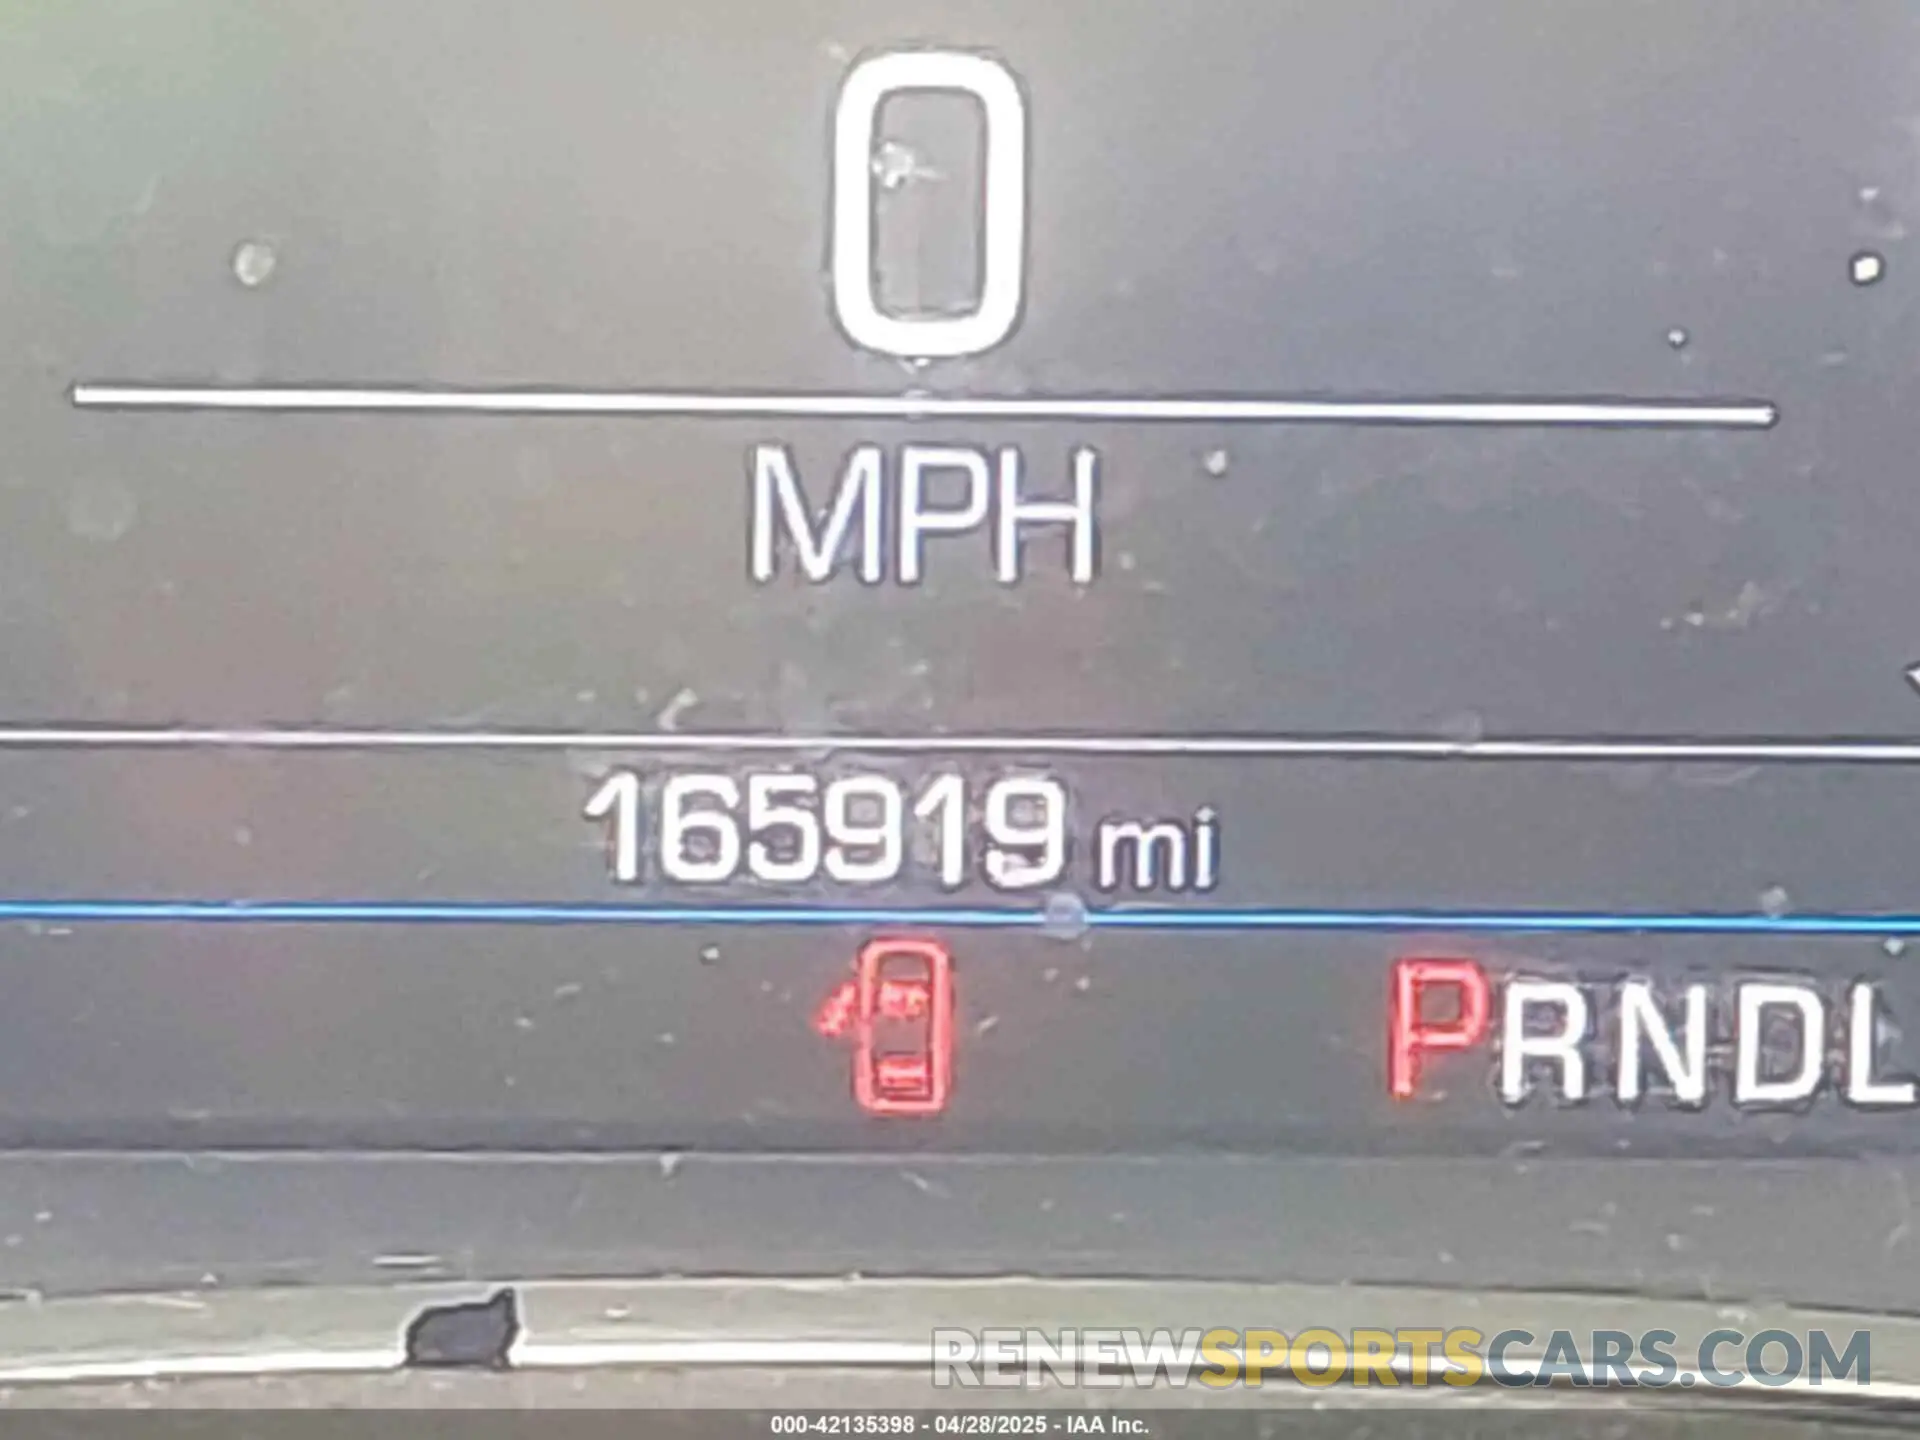 0
MPH
165919 mi
PRNDL
RENEWSPORTSCARS.COM
000-42135398 - 04/28/2025 - IAA Inc.